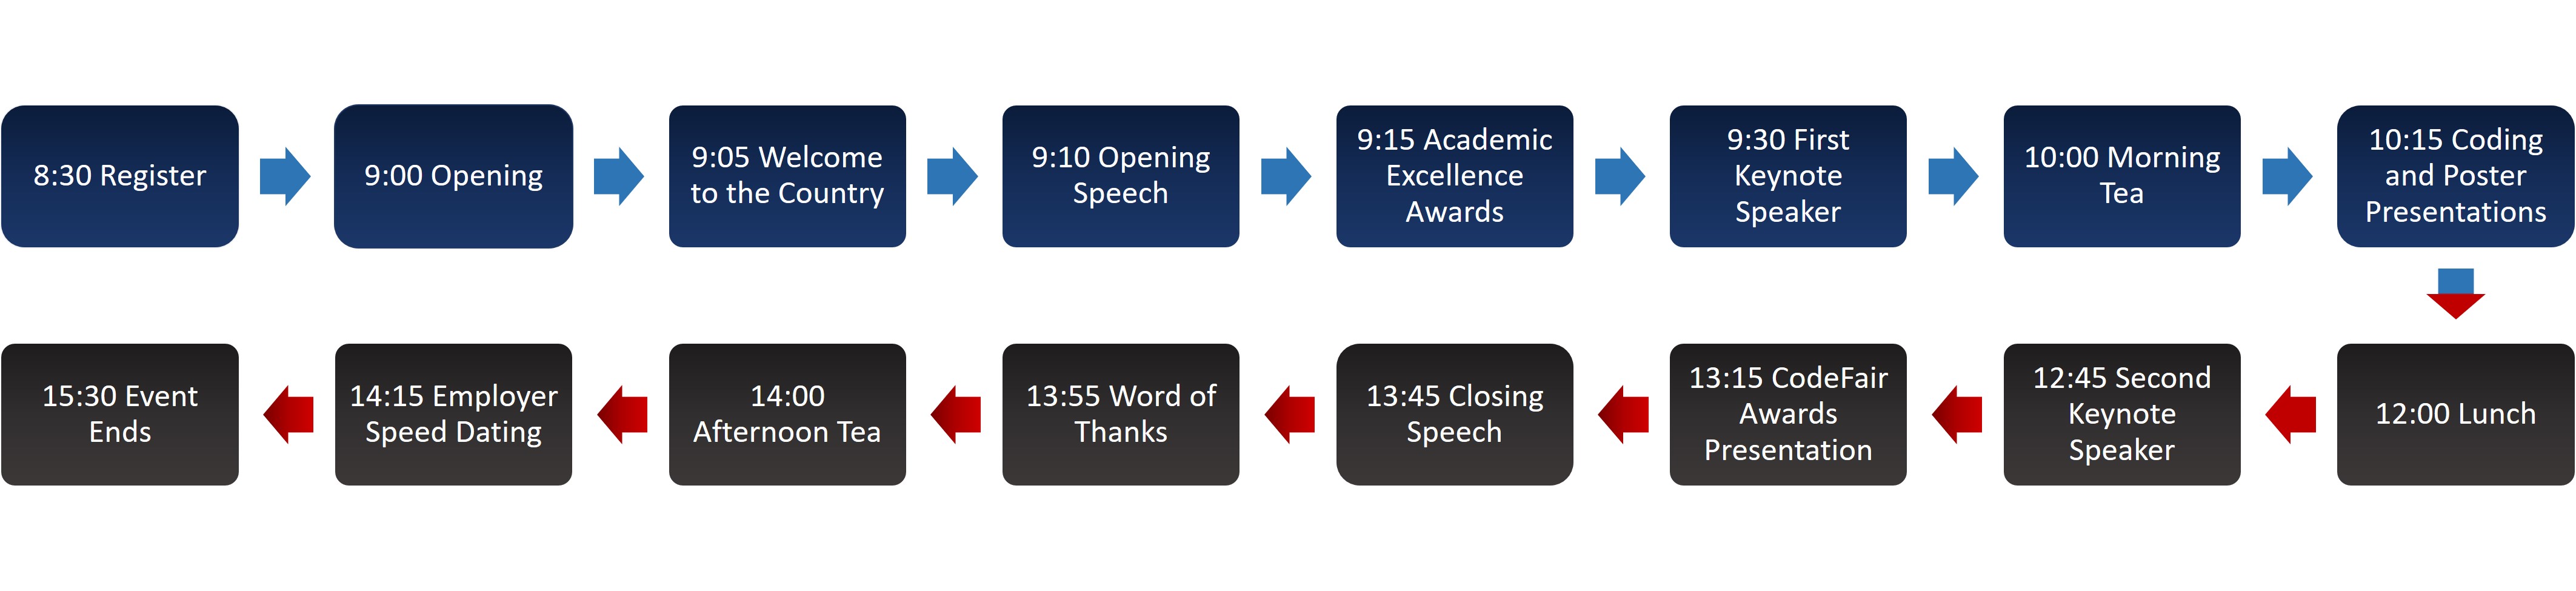 8:30 Register
9:00 Opening
9:05 Welcome
to the Country
9:10 Opening
Speech
9:15 Academic
Excellence
Awards
9:30 First
Keynote
Speaker
10:00 Morning
Tea
10:15 Coding
and Poster
Presentations
12:00 Lunch
12:45 Second
Keynote
Speaker
13:15 CodeFair
Awards
Presentation
13:45 Closing
Speech
13:55 Word of
Thanks
14:00
Afternoon Tea
14:15 Employer
Speed Dating
15:30 Event
Ends